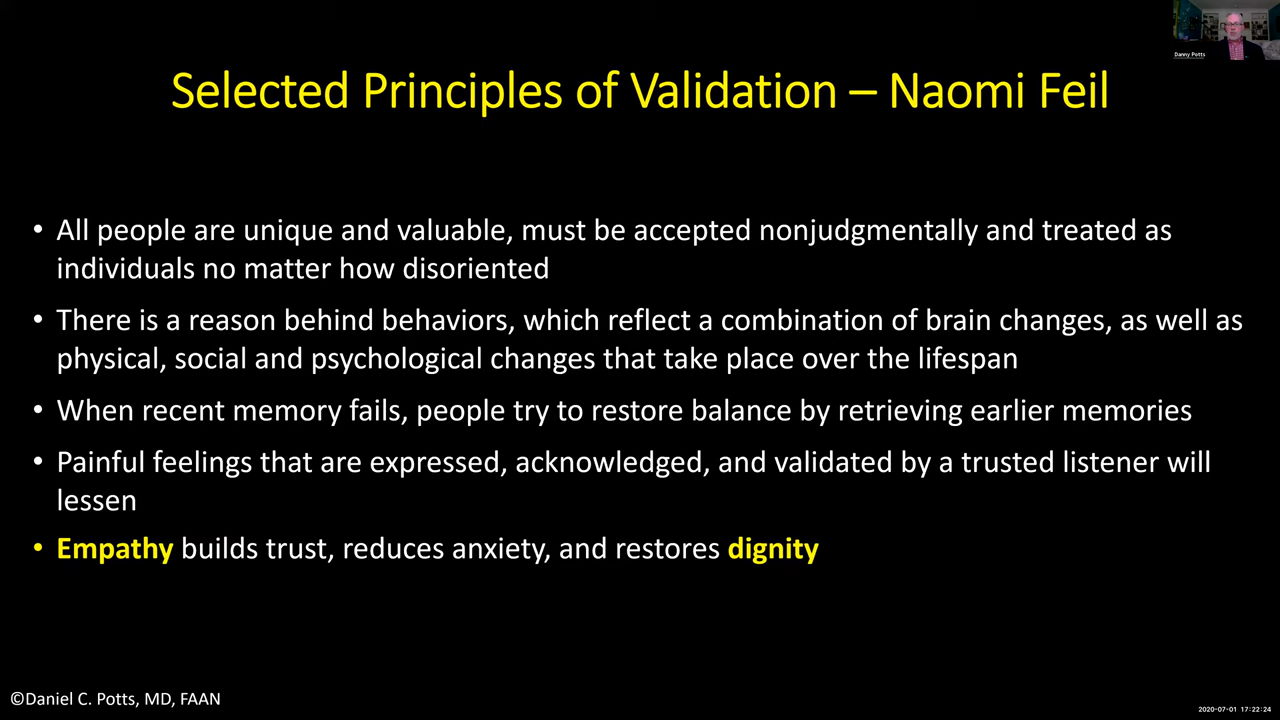 Danny Potts
Selected Principles of Validation – Naomi Feil
• All people are unique and valuable, must be accepted nonjudgmentally and treated as
individuals no matter how disoriented
• There is a reason behind behaviors, which reflect a combination of brain changes, as well as
physical, social and psychological changes that take place over the lifespan
• When recent memory fails, people try to restore balance by retrieving earlier memories
• Painful feelings that are expressed, acknowledged, and validated by a trusted listener will
lessen
• Empathy builds trust, reduces anxiety, and restores dignity
©Daniel C. Potts, MD, FAAN
2020-07-01 17:22:24